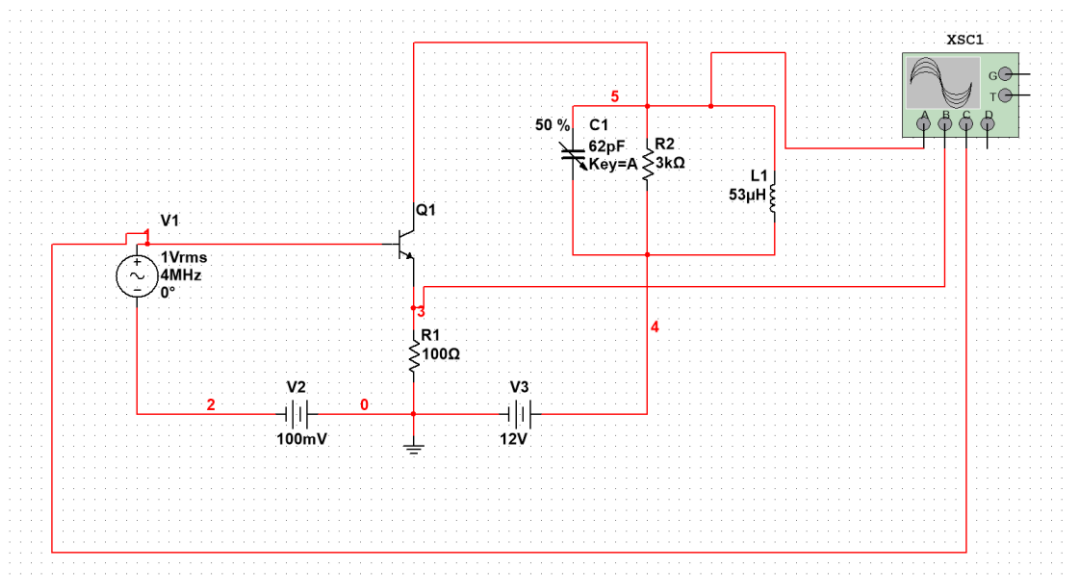 XSC1
G
T
A
B
C
D
5
50 %
C1
62pF
Key=A
R2
3kΩ
L1
53µH
Q1
V1
1
1Vrms
4MHz
0°
3
4
R1
100Ω
V2
V3
2
0
100mV
12V